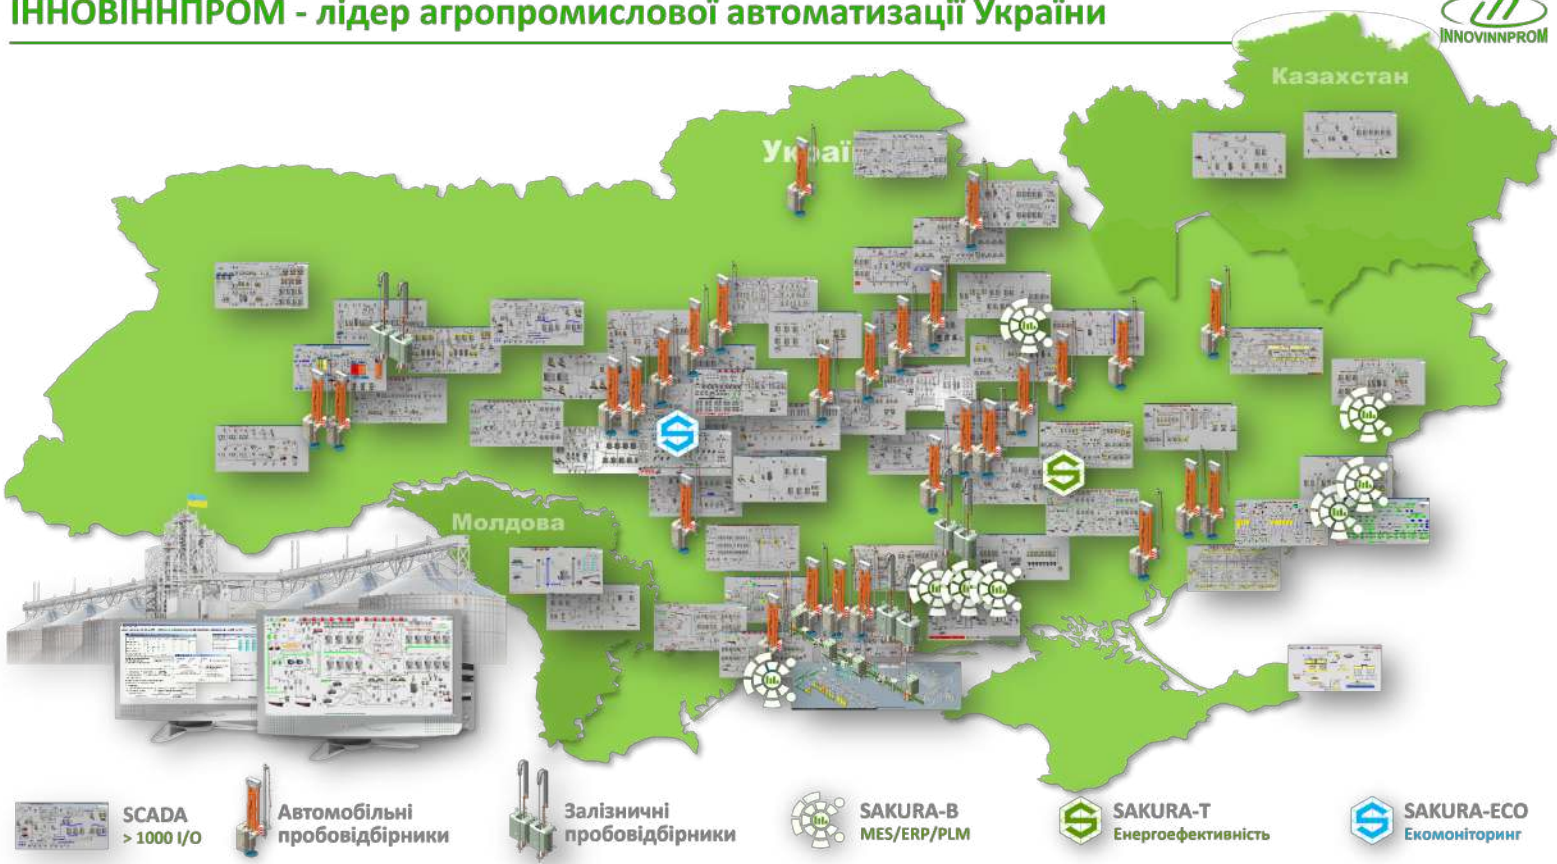 ІННОВІННПРОМ - лідер агропромислової автоматизації України
INNOVINNPROM
Казахстан
Украї
Молдова
SCADA
> 1000 I/O
Автомобільні
пробовідбірники
Залізничні
пробовідбірники
SAKURA-B
MES/ERP/PLM
SAKURA-T
Енергоефективність
SAKURA-ECO
Екомоніторинг